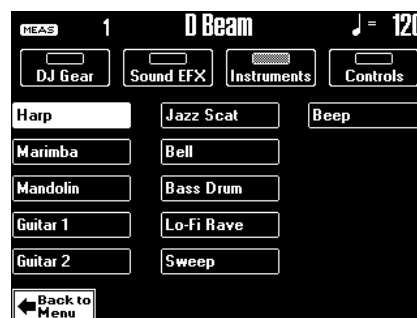 MEAS 1 D Beam ♩= 120
DJ Gear Sound EFX Instruments Controls
Harp Jazz Scat Beep
Marimba Bell
Mandolin Bass Drum
Guitar 1 Lo-Fi Rave
Guitar 2 Sweep
Back to
Menu